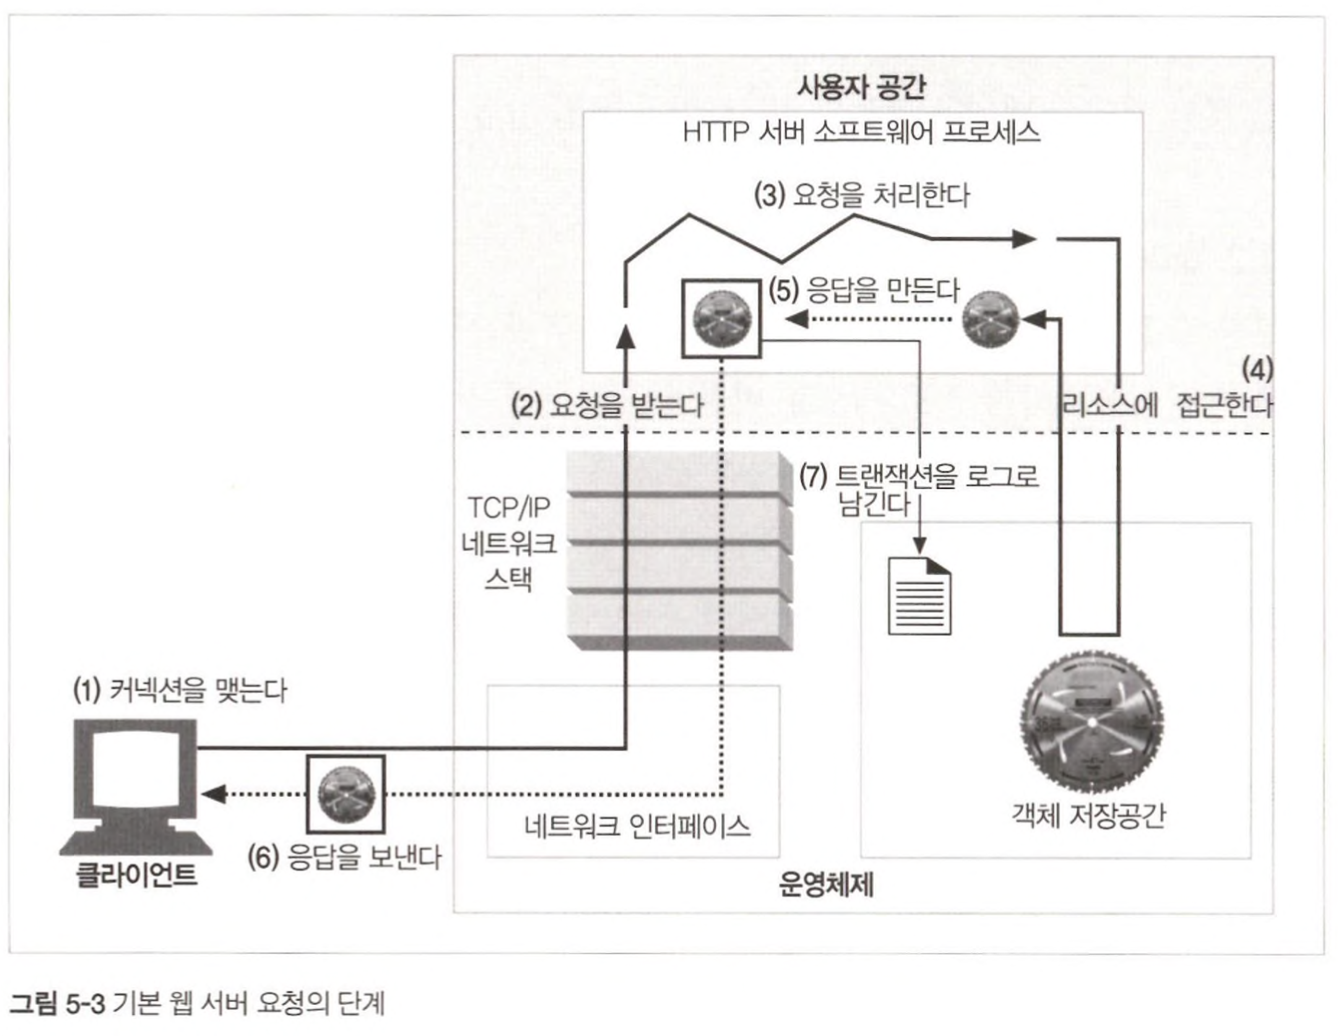 사용자 공간
HTTP 서버 소프트웨어 프로세스
(3) 요청을 처리한다
(5) 응답을 만든다
(4)
리소스에 접근한다
(2) 요청을 받는다
(7) 트랜잭션을 로그로
남긴다
TCP/IP
네트워크
스택
(1) 커넥션을 맺는다
객체 저장공간
네트워크 인터페이스
(6) 응답을 보낸다
클라이언트
운영체제
그림 5-3 기본 웹 서버 요청의 단계